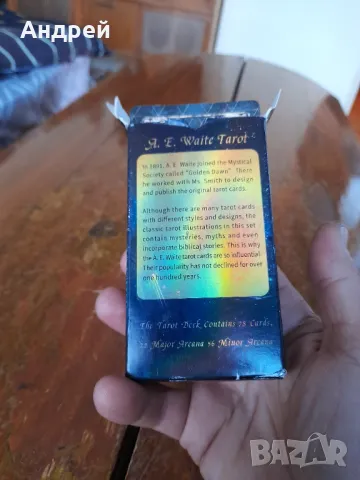 Андрей
A. E. Waite Tarot
In 1891, A. E. Waite joined the Mystical
Society called "Golden Dawn". There
he worked with Ms. Smith to design
and publish the original tarot cards.
Although there are many tarot cards
with different styles and designs, the
classic tarot illustrations in this set
contain mysteries, myths and even
incorporate biblical stories. This is why
the A. E. Waite tarot cards are so influential.
Their popularity has not declined for over
one hundred years.
The Tarot Deck Contains 78 Cards.
22 Major Arcana 56 Minor Arcana
BAZAR
bg